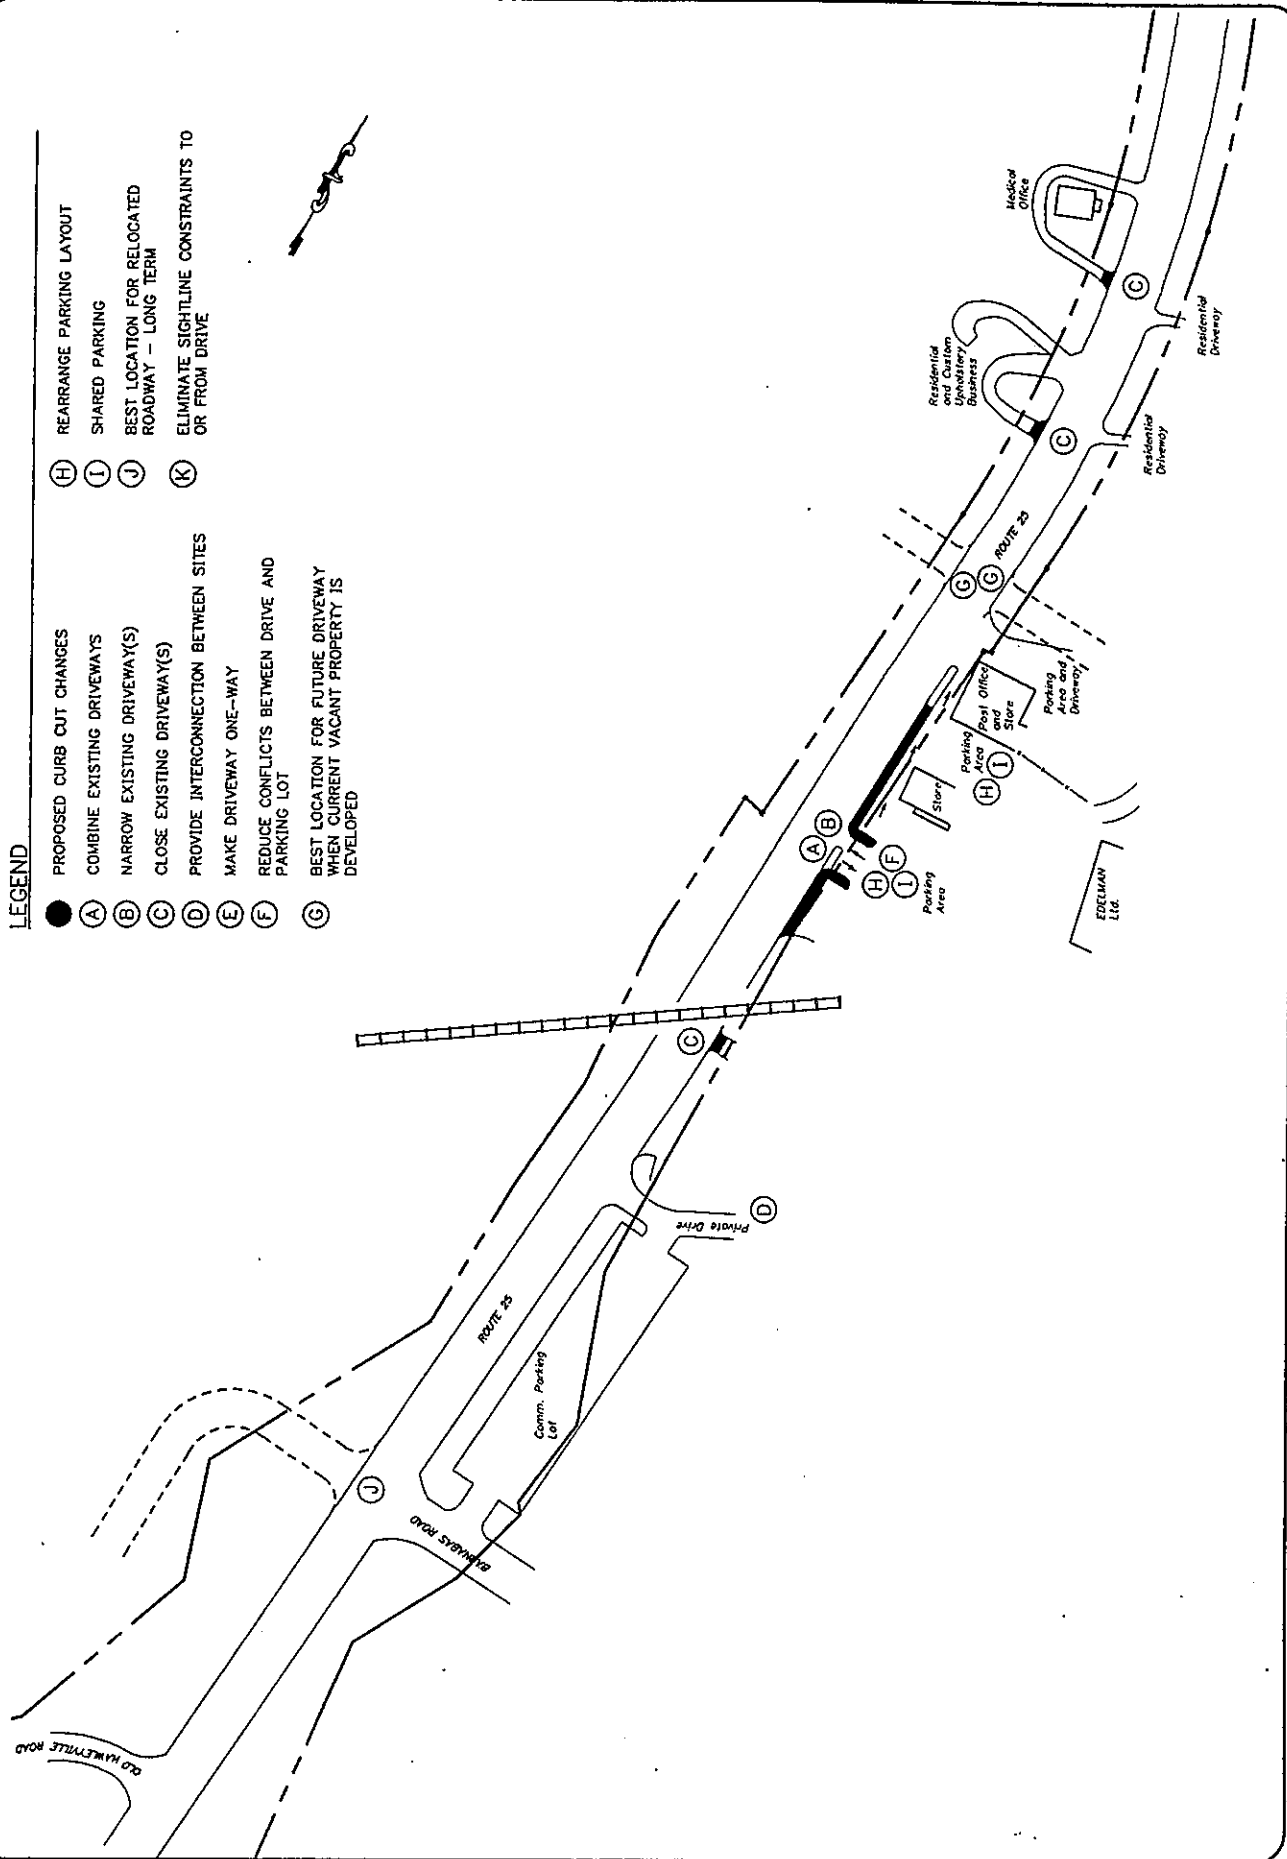 LEGEND
PROPOSED CURB CUT CHANGES
A COMBINE EXISTING DRIVEWAYS
B NARROW EXISTING DRIVEWAY(S)
C CLOSE EXISTING DRIVEWAY(S)
D PROVIDE INTERCONNECTION BETWEEN SITES
E MAKE DRIVEWAY ONE-WAY
F REDUCE CONFLICTS BETWEEN DRIVE AND
PARKING LOT
G BEST LOCATION FOR FUTURE DRIVEWAY
WHEN CURRENT VACANT PROPERTY IS
DEVELOPED
H REARRANGE PARKING LAYOUT
I SHARED PARKING
J BEST LOCATION FOR RELOCATED
ROADWAY - LONG TERM
K ELIMINATE SIGHTLINE CONSTRAINTS TO
OR FROM DRIVE
OLD HAWLEYVILLE ROAD
J
BARNABAS ROAD
Comm. Parking
Lot
ROUTE 25
Private Drive
D
C
A
B
H
F
I
Parking
Area
EDELMAN
Ltd.
Store
H
I
Parking
Area
Post Office
and
Store
Parking
Area and
Driveway
G
G
ROUTE 25
C
Residential
and Custom
Upholstery
Business
Residential
Driveway
C
Medical
Office
Residential
Driveway